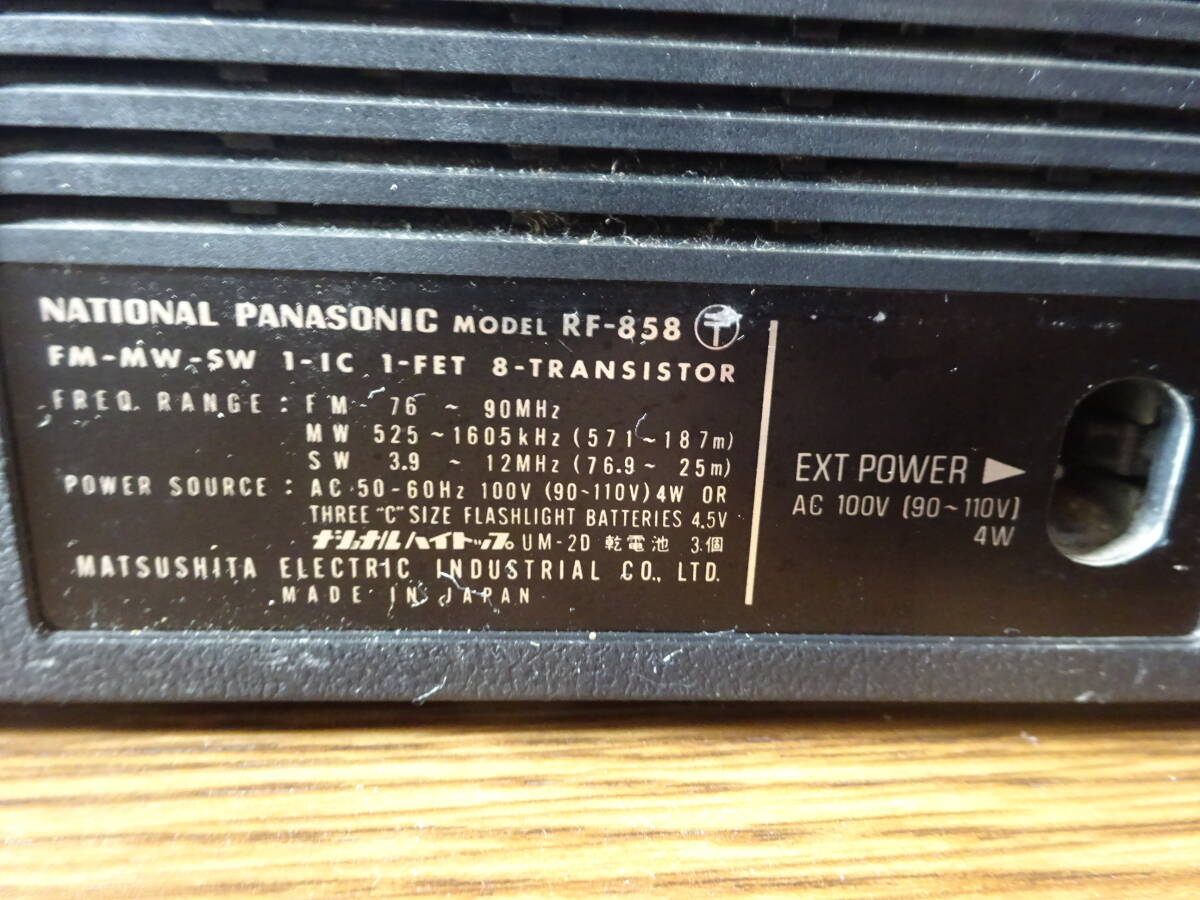 NATIONAL PANASONIC MODEL RF-858 〒
FM-MW-SW 1-IC 1-FET 8-TRANSISTOR
FREQ. RANGE : FM 76 ~ 90MHz
MW 525 ~ 1605kHz (571~187m)
SW 3.9 ~ 12MHz (76.9~ 25m)
POWER SOURCE : AC 50-60Hz 100V (90~110V) 4W OR
THREE "C" SIZE FLASHLIGHT BATTERIES 4.5V
ナショナル ハイトップ UM-2D 乾電池 3個
MATSUSHITA ELECTRIC INDUSTRIAL CO., LTD.
MADE IN JAPAN
EXT POWER ▶
AC 100V (90~110V)
4W